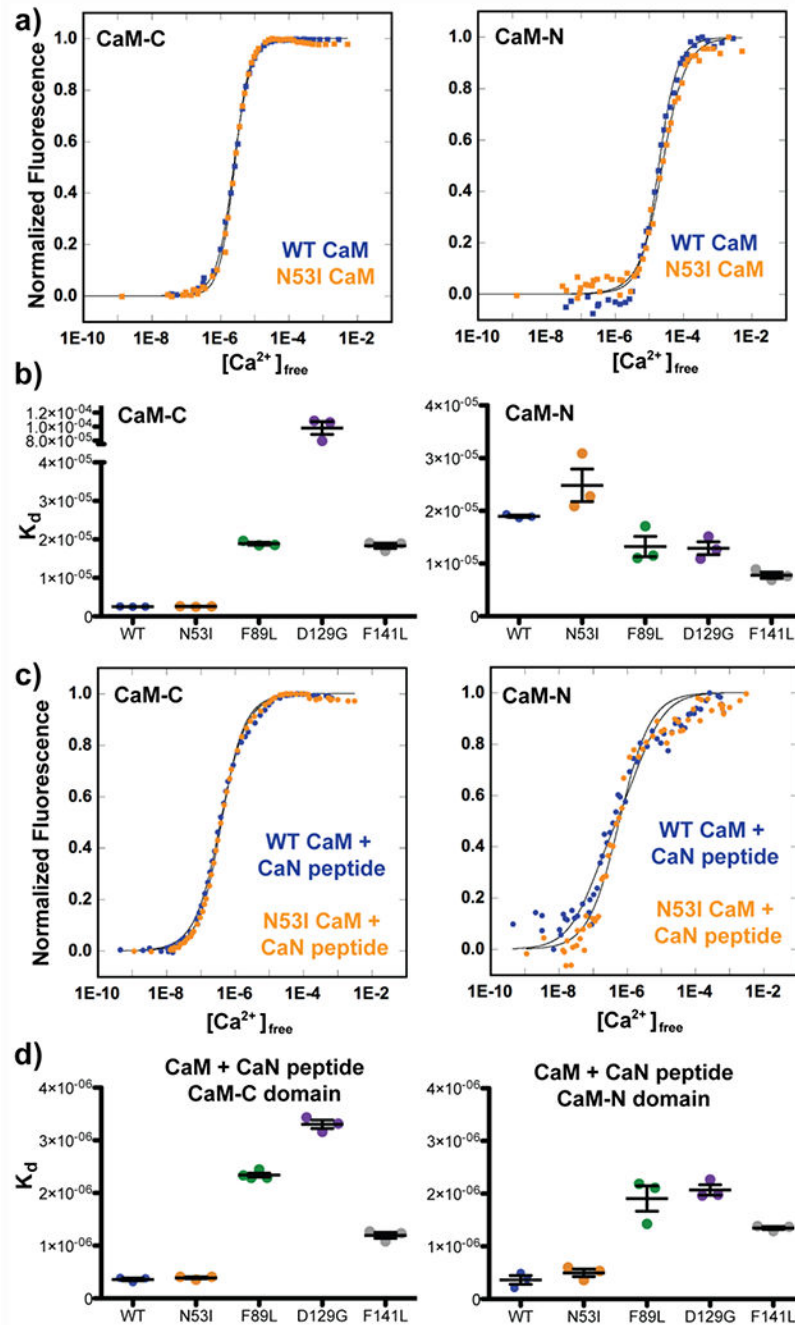 a)
CaM-C
CaM-N
Normalized Fluorescence
1.0
0.8
0.6
0.4
0.2
0.0
WT CaM
N53I CaM
1E-10 1E-8 1E-6 1E-4 1E-2
[Ca²⁺]free
1.0
0.8
0.6
0.4
0.2
0.0
WT CaM
N53I CaM
1E-10 1E-8 1E-6 1E-4 1E-2
[Ca²⁺]free
b)
CaM-C
CaM-N
Kd
1.2×10⁻⁰⁴
1.0×10⁻⁰⁴
8.0×10⁻⁰⁵
4×10⁻⁰⁵
2×10⁻⁰⁵
0
WT N53I F89L D129G F141L
4×10⁻⁰⁵
3×10⁻⁰⁵
2×10⁻⁰⁵
1×10⁻⁰⁵
0
WT N53I F89L D129G F141L
c)
CaM-C
CaM-N
Normalized Fluorescence
1.0
0.8
0.6
0.4
0.2
0.0
WT CaM +
CaN peptide
N53I CaM +
CaN peptide
1E-10 1E-8 1E-6 1E-4 1E-2
[Ca²⁺]free
1.0
0.8
0.6
0.4
0.2
0.0
WT CaM +
CaN peptide
N53I CaM +
CaN peptide
1E-10 1E-8 1E-6 1E-4 1E-2
[Ca²⁺]free
d)
CaM + CaN peptide
CaM-C domain
Kd
4×10⁻⁰⁶
3×10⁻⁰⁶
2×10⁻⁰⁶
1×10⁻⁰⁶
0
WT N53I F89L D129G F141L
CaM + CaN peptide
CaM-N domain
4×10⁻⁰⁶
3×10⁻⁰⁶
2×10⁻⁰⁶
1×10⁻⁰⁶
0
WT N53I F89L D129G F141L